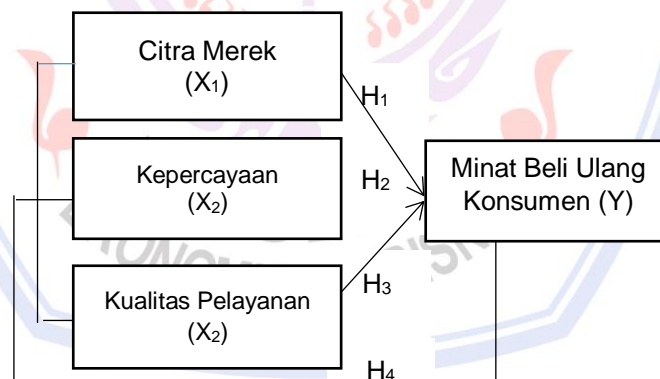 Citra Merek
(X₁)
H₁
Kepercayaan
(X₂)
H₂
Minat Beli Ulang
Konsumen (Y)
Kualitas Pelayanan
(X₂)
H₃
H₄